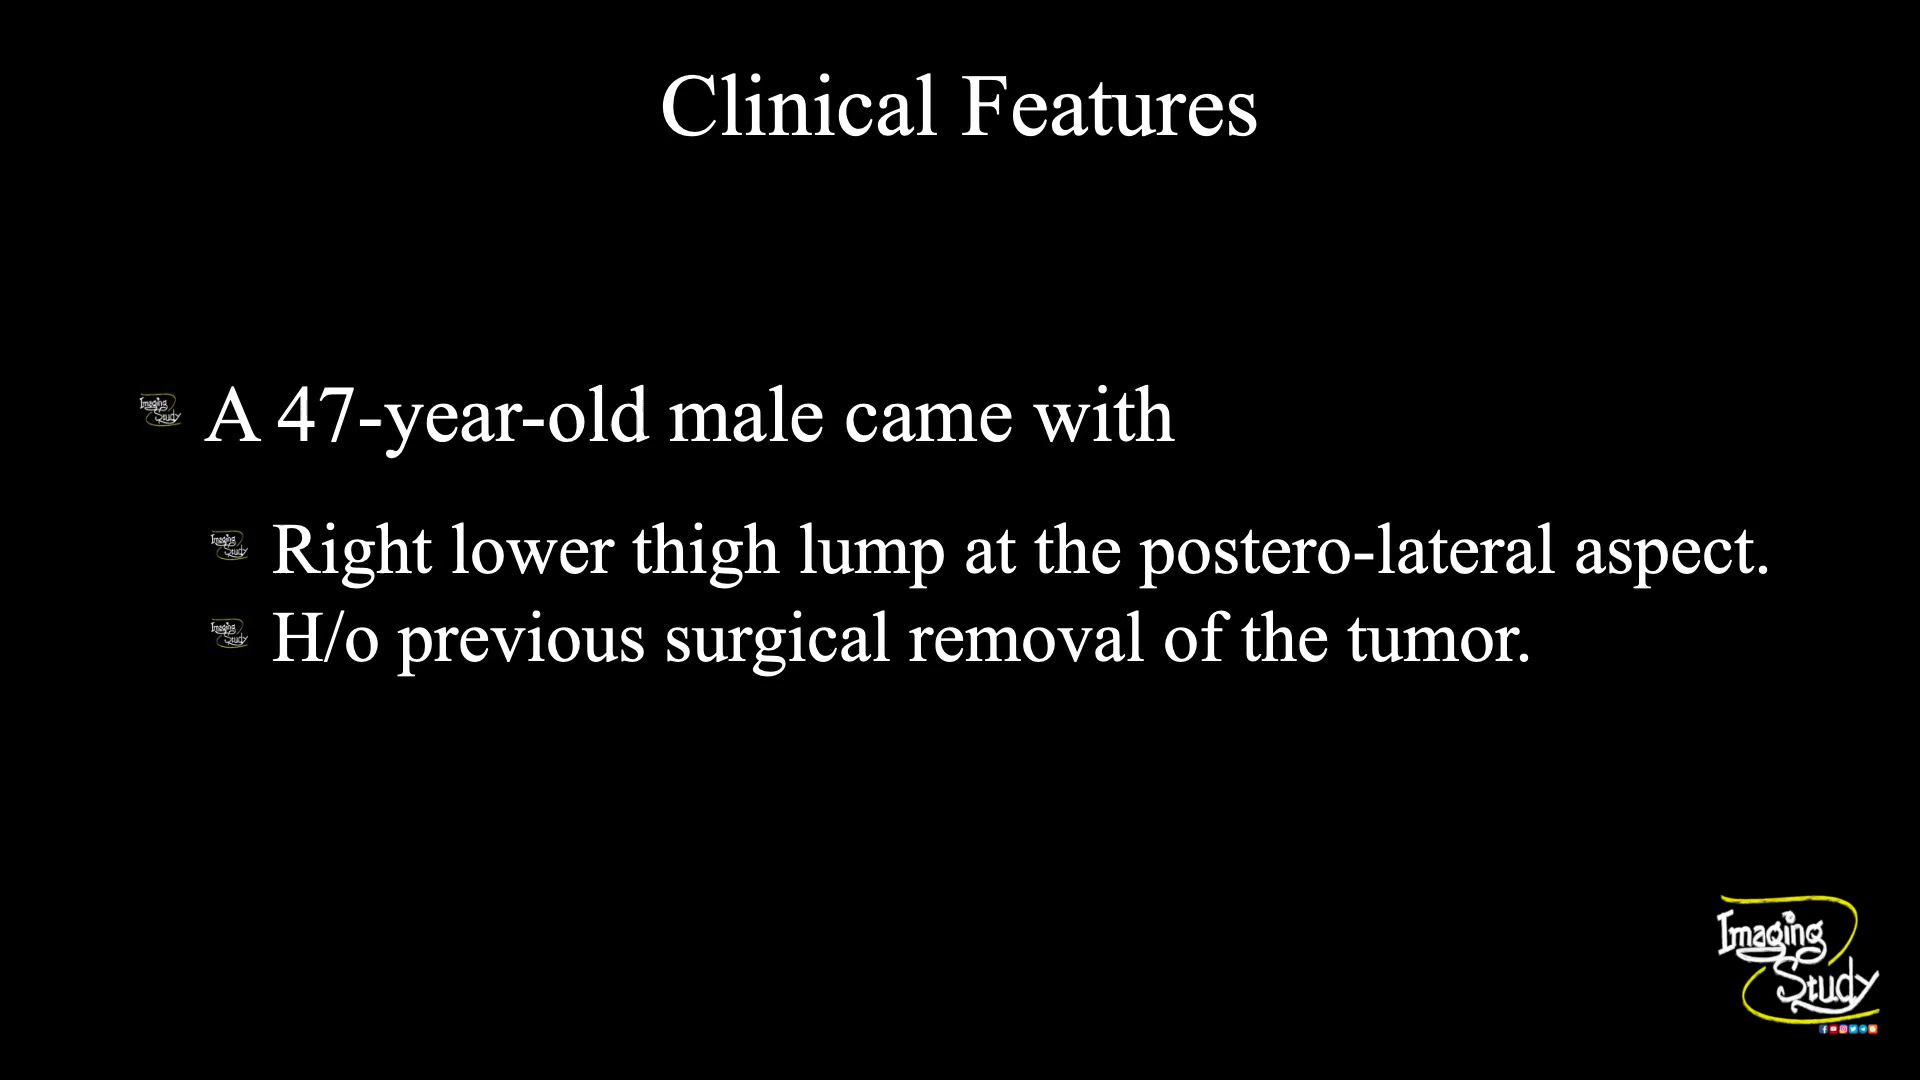 Clinical Features
A 47-year-old male came with
Right lower thigh lump at the postero-lateral aspect.
H/o previous surgical removal of the tumor.
Imaging
Study